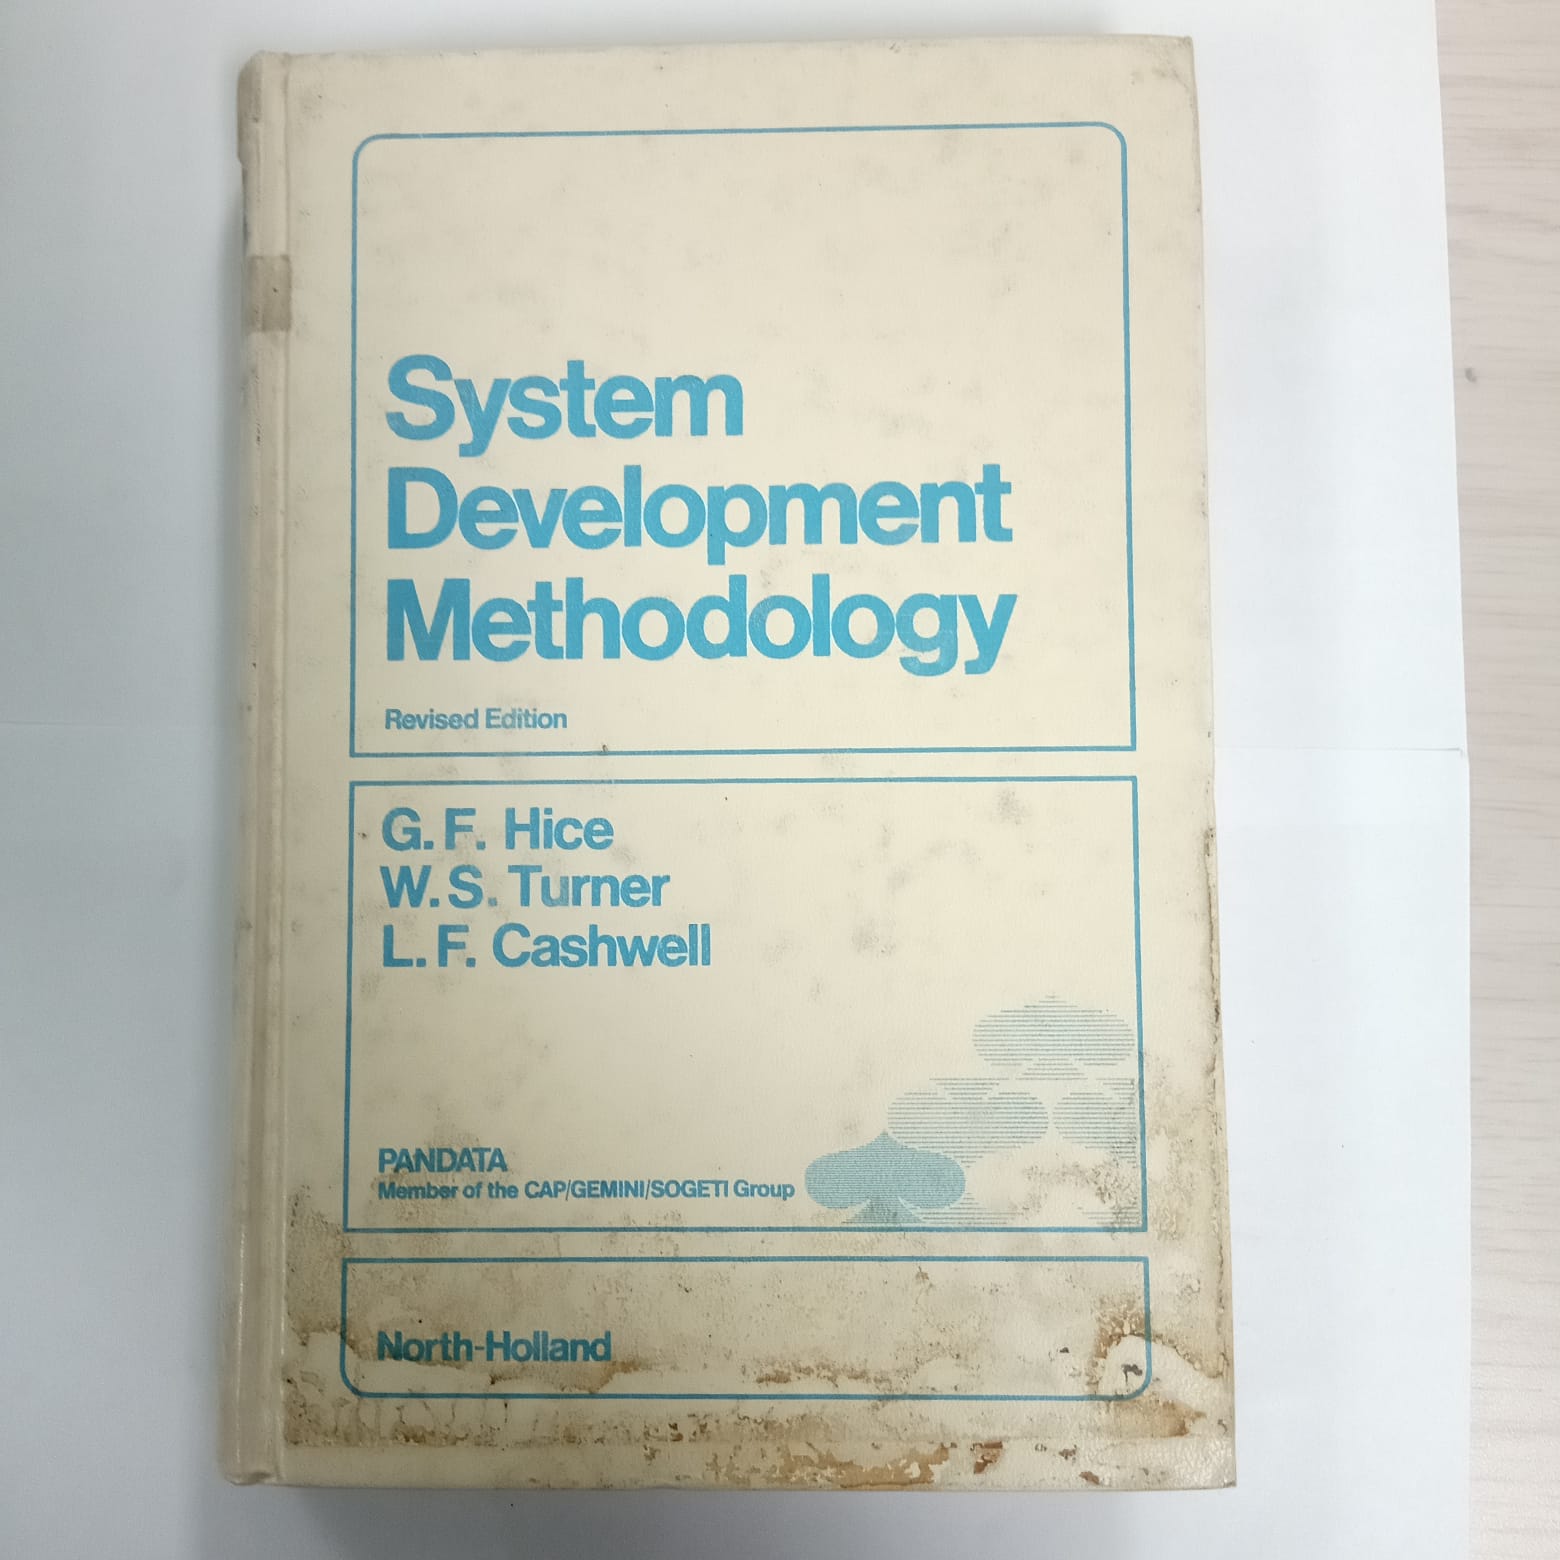 System
Development
Methodology
Revised Edition
G. F. Hice
W. S. Turner
L. F. Cashwell
PANDATA
Member of the CAP/GEMINI/SOGETI Group
North-Holland